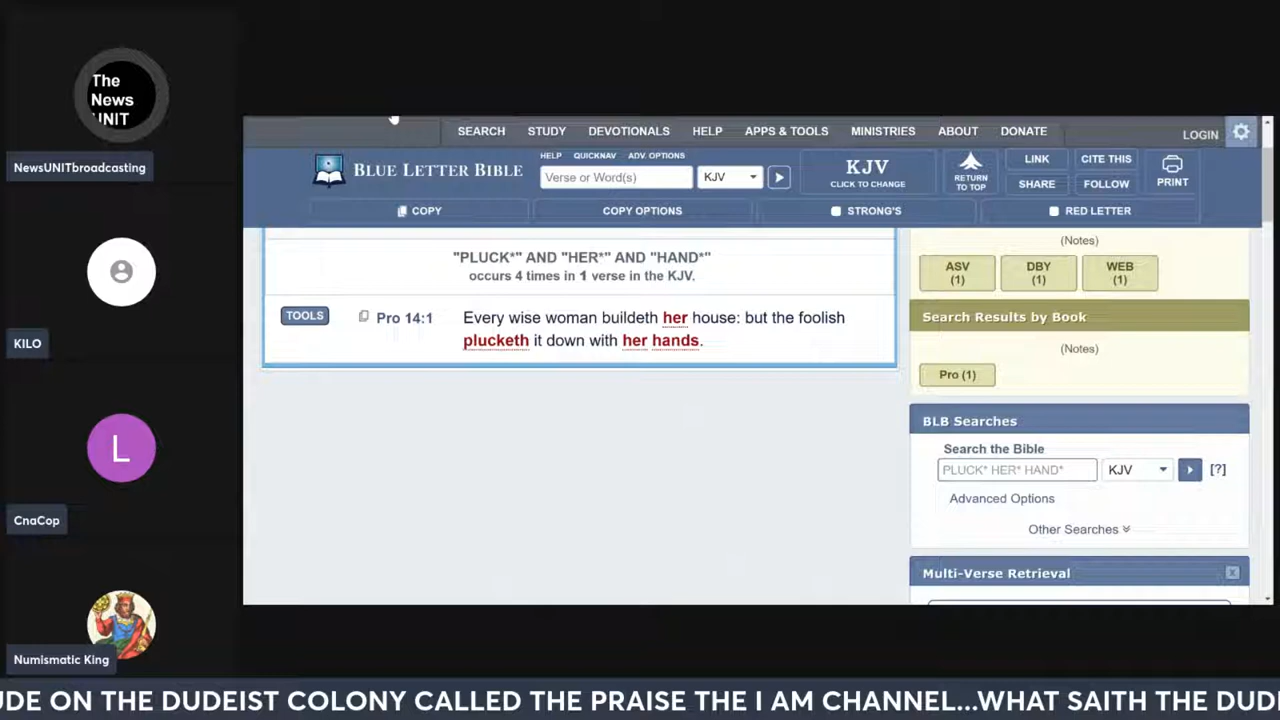 The
News
UNIT
NewsUNITbroadcasting
KILO
L
CnaCop
Numismatic King
SEARCH STUDY DEVOTIONALS HELP APPS & TOOLS MINISTRIES ABOUT DONATE LOGIN
BLUE LETTER BIBLE
HELP QUICKNAV ADV. OPTIONS
Verse or Word(s) KJV
KJV
CLICK TO CHANGE
RETURN
TO TOP
LINK CITE THIS
SHARE FOLLOW
PRINT
COPY COPY OPTIONS STRONG'S RED LETTER
"PLUCK*" AND "HER*" AND "HAND*"
occurs 4 times in 1 verse in the KJV.
TOOLS Pro 14:1 Every wise woman buildeth her house: but the foolish
plucketh it down with her hands.
(Notes)
ASV DBY WEB
(1) (1) (1)
Search Results by Book
(Notes)
Pro (1)
BLB Searches
Search the Bible
PLUCK* HER* HAND* KJV [?]
Advanced Options
Other Searches
Multi-Verse Retrieval
UDE ON THE DUDEIST COLONY CALLED THE PRAISE THE I AM CHANNEL...WHAT SAITH THE DUD